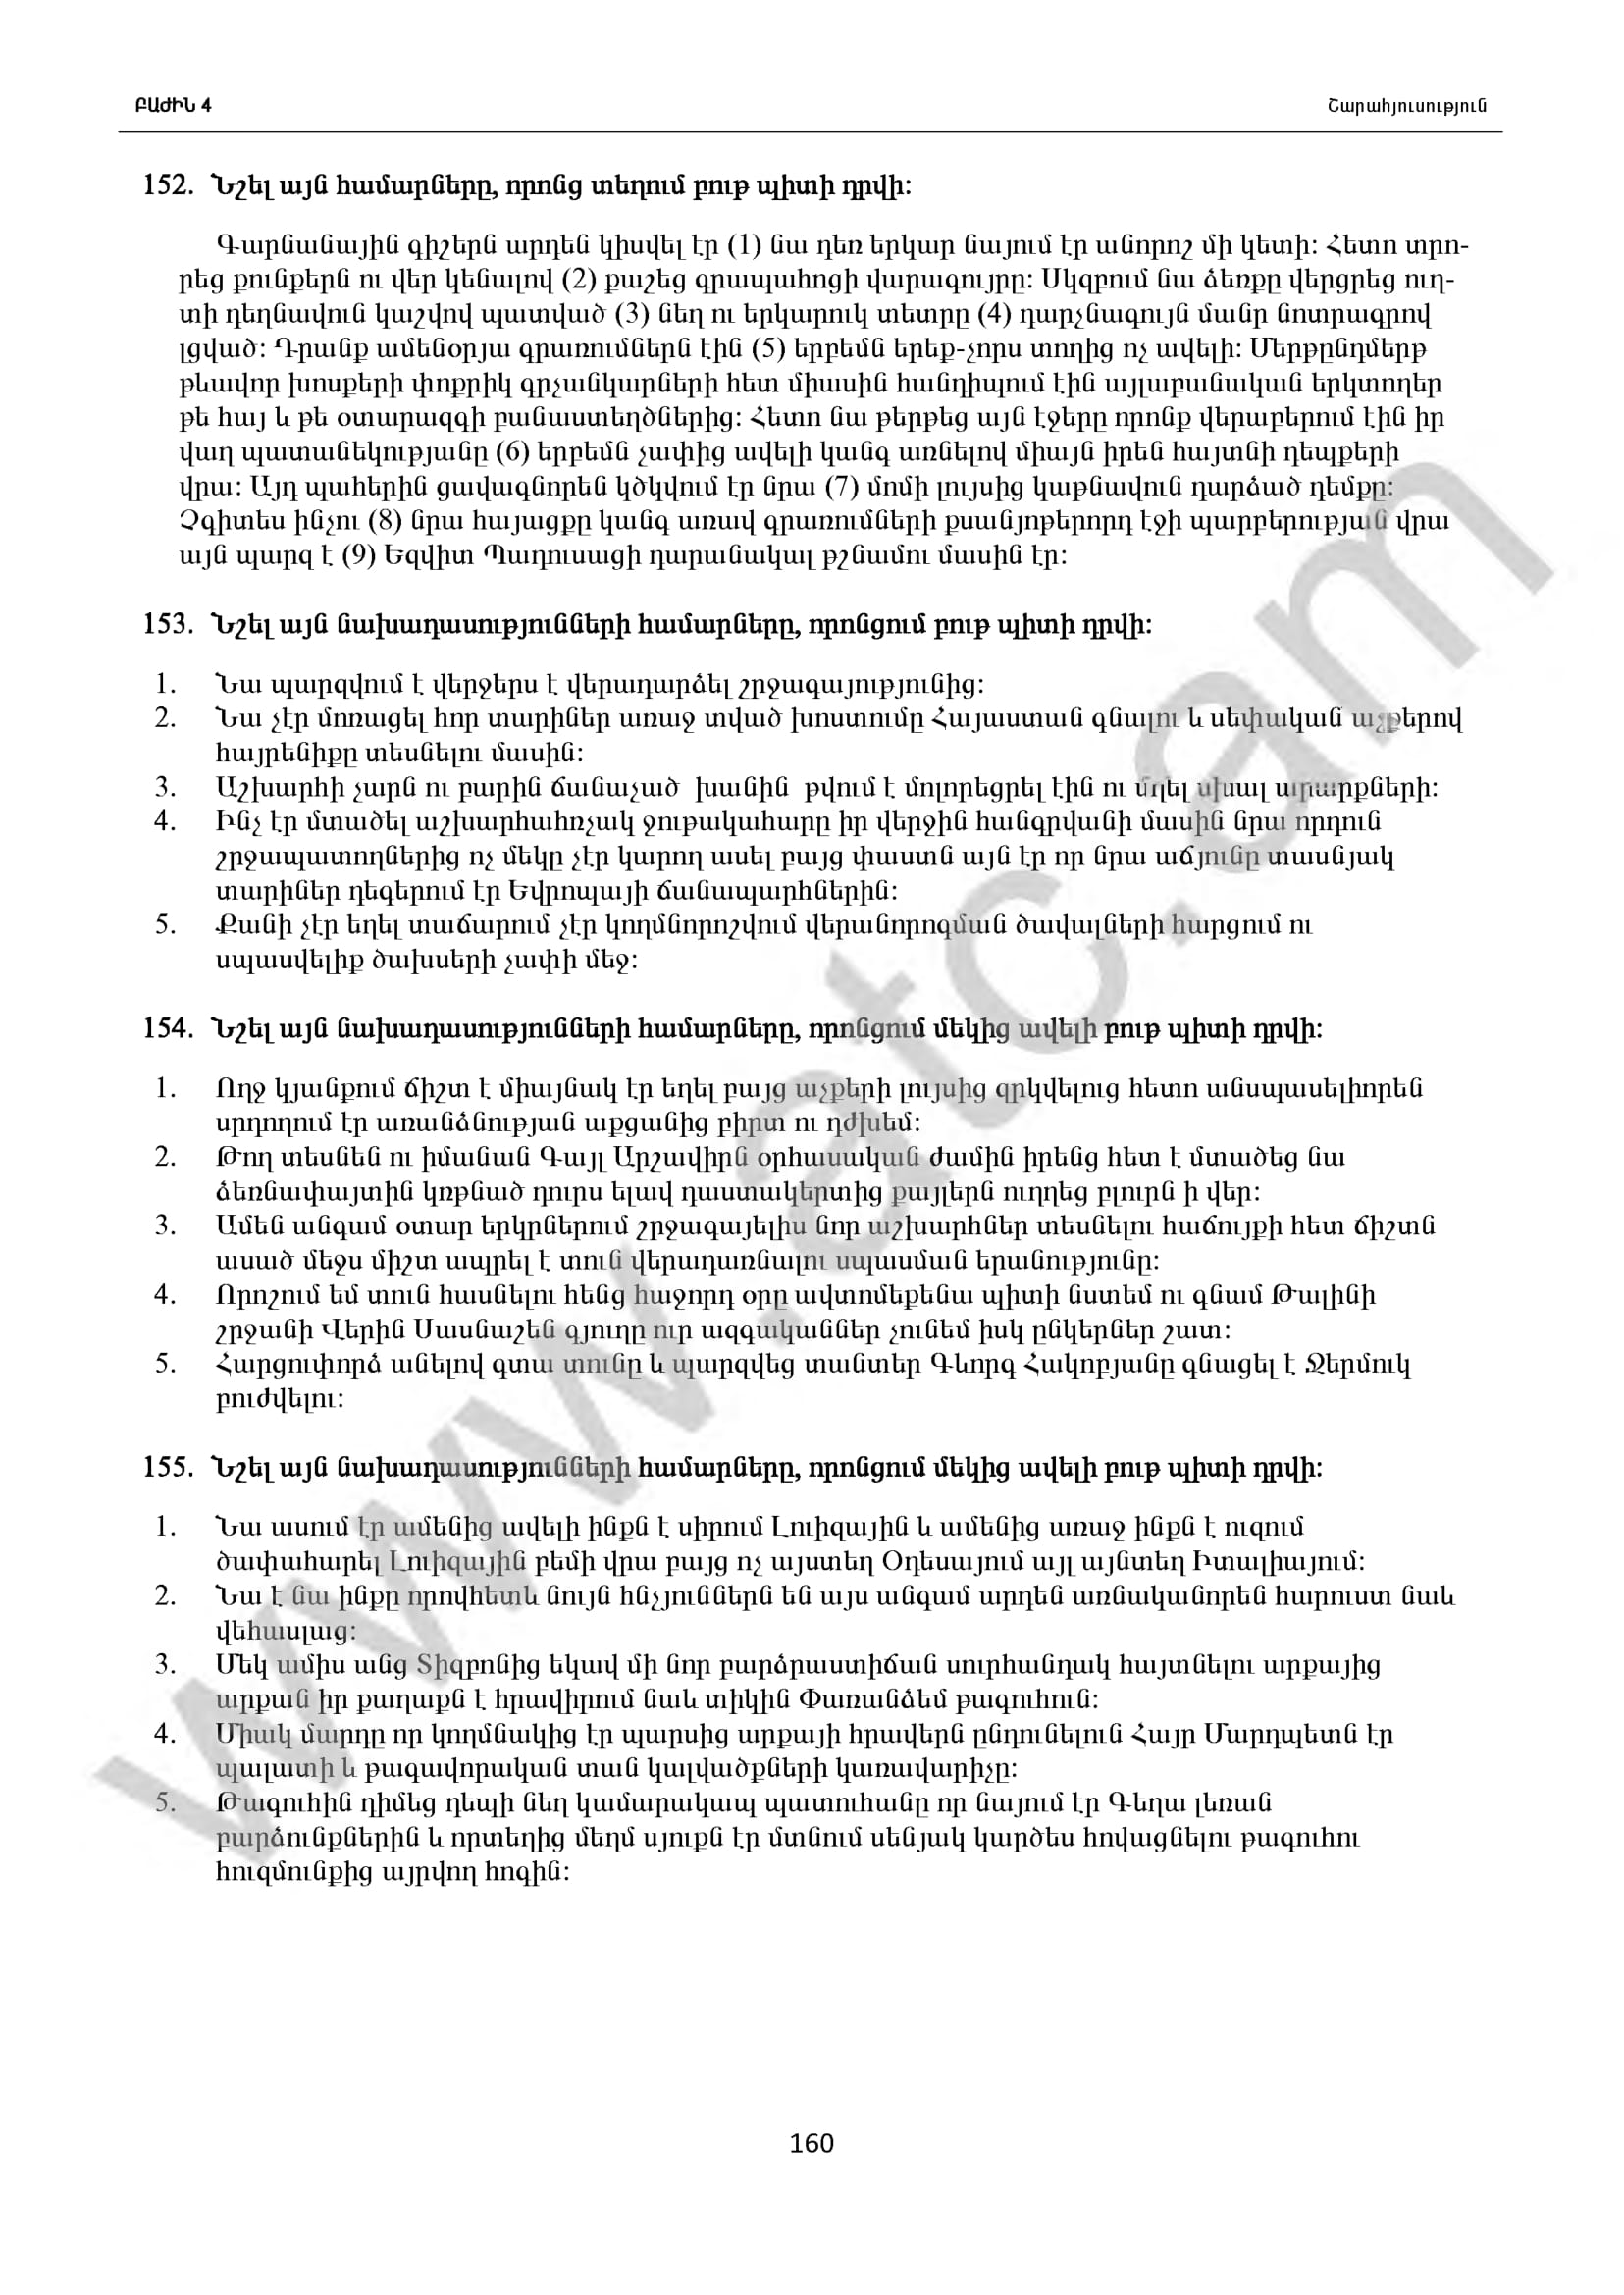 ԲԱԺԻՆ 4
Շարահյուսություն
152. Նշել այն համարները, որոնց տեղում բութ պիտի դրվի:
Գարնանային գիշերն արդեն կիսվել էր (1) նա դեռ երկար նայում էր անորոշ մի կետի: Հետո տրո-
րեց քունքերն ու վեր կենալով (2) քաշեց գրապահոցի վարագույրը: Սկզբում նա ձեռքը վերցրեց ուղ-
տի դեղնավուն կաշվով պատված (3) նեղ ու երկարուկ տետրը (4) դարչնագույն մանր նոտրագրով
լցված: Դրանք ամենօրյա գրառումներն էին (5) երբեմն երեք-չորս տողից ոչ ավելի: Մերթընդմերթ
թևավոր խոսքերի փոքրիկ գրչանկարների հետ միասին հանդիպում էին այլաբանական երկտողեր
թե հայ և թե օտարազգի բանաստեղծներից: Հետո նա թերթեց այն էջերը որոնք վերաբերում էին իր
վաղ պատանեկությանը (6) երբեմն չափից ավելի կանգ առնելով միայն իրեն հայտնի դեպքերի
վրա: Այդ պահերին ցավագնորեն կծկվում էր նրա (7) մոմի լույսից կաթնավուն դարձած դեմքը:
Չգիտես ինչու (8) նրա հայացքը կանգ առավ գրառումների քսանյոթերորդ էջի պարբերության վրա
այն պարզ է (9) Եզվիտ Պաղուսացի դարանակալ թշնամու մասին էր:
153. Նշել այն նախադասությունների համարները, որոնցում բութ պիտի դրվի:
1. Նա պարզվում է վերջերս է վերադարձել շրջագայությունից:
2. Նա չէր մոռացել հոր տարիներ առաջ տված խոստումը Հայաստան գնալու և սեփական աչքերով
հայրենիքը տեսնելու մասին:
3. Աշխարհի չարն ու բարին ճանաչած խանին թվում է մոլորեցրել էին ու մղել սխալ արարքների:
4. Ինչ էր մտածել աշխարհահռչակ ջութակահարը իր վերջին հանգրվանի մասին նրա որդուն
շրջապատողներից ոչ մեկը չէր կարող ասել բայց փաստն այն էր որ նրա աճյունը տասնյակ
տարիներ դեգերում էր Եվրոպայի ճանապարհներին:
5. Քանի չէր եղել տաճարում չէր կողմնորոշվում վերանորոգման ծավալների հարցում ու
սպասվելիք ծախսերի չափի մեջ:
154. Նշել այն նախադասությունների համարները, որոնցում մեկից ավելի բութ պիտի դրվի:
1. Ողջ կյանքում ճիշտ է միայնակ էր եղել բայց աչքերի լույսից զրկվելուց հետո անսպասելիորեն
սրդողում էր առանձնության աքցանից բիրտ ու դժխեմ:
2. Թող տեսնեն ու իմանան Գայլ Արշավիրն օրհասական ժամին իրենց հետ է մտածեց նա
ձեռնափայտին կռթնած դուրս ելավ դաստակերտից քայլերն ուղղեց բլուրն ի վեր:
3. Ամեն անգամ օտար երկրներում շրջագայելիս նոր աշխարհներ տեսնելու հաճույքի հետ ճիշտն
ասած մեջս միշտ ապրել է տուն վերադառնալու սպասման երանությունը:
4. Որոշում եմ տուն հասնելու հենց հաջորդ օրը ավտոմեքենա պիտի նստեմ ու գնամ Թալինի
շրջանի Վերին Սասնաշեն գյուղը ուր ազգականներ չունեմ իսկ ընկերներ շատ:
5. Հարցուփորձ անելով գտա տունը և պարզվեց տանտեր Գևորգ Հակոբյանը գնացել է Ջերմուկ
բուժվելու:
155. Նշել այն նախադասությունների համարները, որոնցում մեկից ավելի բութ պիտի դրվի:
1. Նա ասում էր ամենից ավելի ինքն է սիրում Լուիզային և ամենից առաջ ինքն է ուզում
ծափահարել Լուիզային բեմի վրա բայց ոչ այստեղ Օդեսայում այլ այնտեղ Իտալիայում:
2. Նա է նա ինքը որովհետև նույն հնչյուններն են այս անգամ արդեն առնականորեն հարուստ նաև
վեհասլաց:
3. Մեկ ամիս անց Տիզբոնից եկավ մի նոր բարձրաստիճան սուրհանդակ հայտնելու արքայից
արքան իր քաղաքն է հրավիրում նաև տիկին Փառանձեմ թագուհուն:
4. Միակ մարդը որ կողմնակից էր պարսից արքայի հրավերն ընդունելուն Հայր Մարդպետն էր
պալատի և թագավորական տան կալվածքների կառավարիչը:
5. Թագուհին դիմեց դեպի նեղ կամարակապ պատուհանը որ նայում էր Գեղա լեռան
բարձունքներին և որտեղից մեղմ սյուքն էր մտնում սենյակ կարծես հովացնելու թագուհու
հուզմունքից այրվող հոգին:
www.atc.am
160